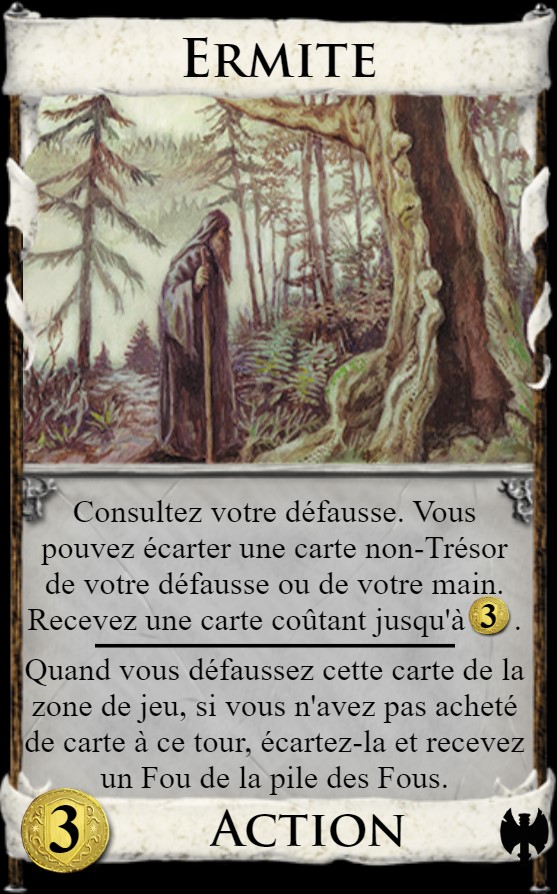 Ermite
Consultez votre défausse. Vous
pouvez écarter une carte non-Trésor
de votre défausse ou de votre main.
Recevez une carte coûtant jusqu'à 3 .
Quand vous défaussez cette carte de la
zone de jeu, si vous n'avez pas acheté
de carte à ce tour, écartez-la et recevez
un Fou de la pile des Fous.
3 Action